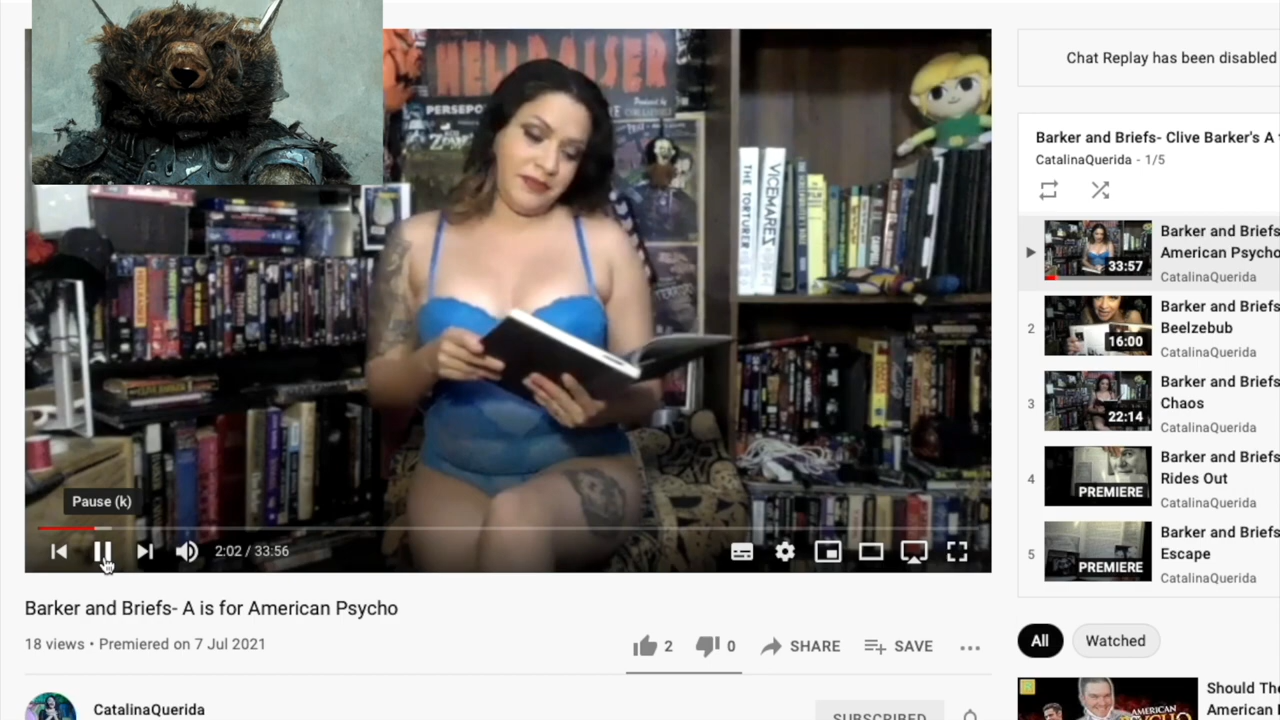 HELLRAISER
PERSEPO
THE TORTURER
VICEMAREZ
Pause (k)
2:02 / 33:56
Barker and Briefs- A is for American Psycho
18 views • Premiered on 7 Jul 2021
2
0
SHARE
SAVE
CatalinaQuerida
SUBSCRIBED
Chat Replay has been disabled
Barker and Briefs- Clive Barker's A
CatalinaQuerida - 1/5
33:57
Barker and Briefs
American Psycho
CatalinaQuerida
2
16:00
Barker and Briefs
Beelzebub
CatalinaQuerida
3
22:14
Barker and Briefs
Chaos
CatalinaQuerida
4
PREMIERE
Barker and Briefs
Rides Out
CatalinaQuerida
5
PREMIERE
Barker and Briefs
Escape
CatalinaQuerida
All
Watched
AMERICAN
Should The
American